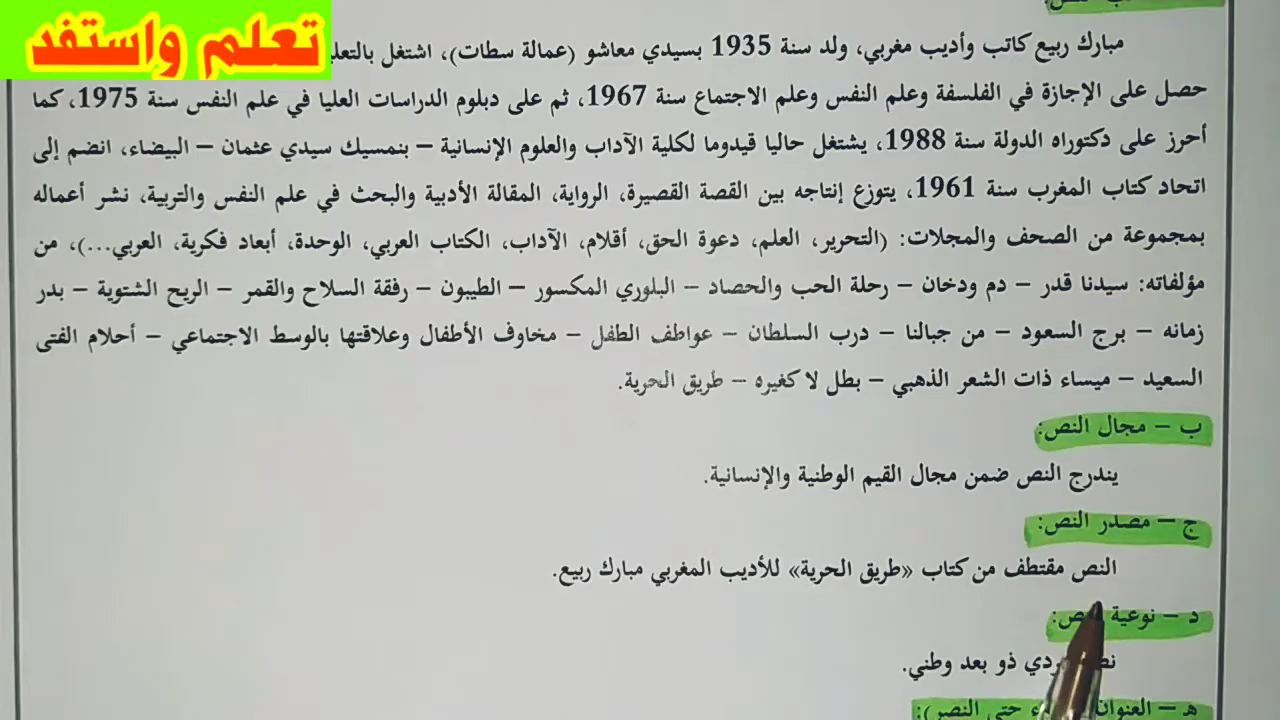 تعلم واستفد
النص:
مبارك ربيع كاتب وأديب مغربي، ولد سنة 1935 بسيدي معاشو (عمالة سطات)، اشتغل
حصل على الإجازة في الفلسفة وعلم النفس وعلم الاجتماع سنة 1967، ثم على دبلوم الدراسات العليا في علم النفس سنة 1975، كما
أحرز على دكتوراه الدولة سنة 1988، يشتغل حاليا قيدوما لكلية الآداب والعلوم الإنسانية – بنمسيك سيدي عثمان – البيضاء، انضم إلى
اتحاد كتاب المغرب سنة 1961، يتوزع إنتاجه بين القصة القصيرة، الرواية، المقالة الأدبية والبحث في علم النفس والتربية، نشر أعماله
بمجموعة من الصحف والمجلات: (التحرير، العلم، دعوة الحق، أقلام، الآداب، الكتاب العربي، الوحدة، أبعاد فكرية، العربي...)، من
مؤلفاته: سيدنا قدر – دم ودخان – رحلة الحب والحصاد – البلوري المكسور – الطيبون – رفقة السلاح والقمر – الريح الشتوية – بدر
زمانه – برج السعود – من جبالنا – درب السلطان – عواطف الطفل – مخاوف الأطفال وعلاقتها بالوسط الاجتماعي – أحلام الفتى
السعيد – ميساء ذات الشعر الذهبي – بطل لا كغيره – طريق الحرية.
ب – مجال النص:
يندرج النص ضمن مجال القيم الوطنية والإنسانية.
ج – مصدر النص:
النص مقتطف من كتاب «طريق الحرية» للأديب المغربي مبارك ربيع.
د – نوعية
ذو بعد وطني.
هـ – العنوان حتى النصر):